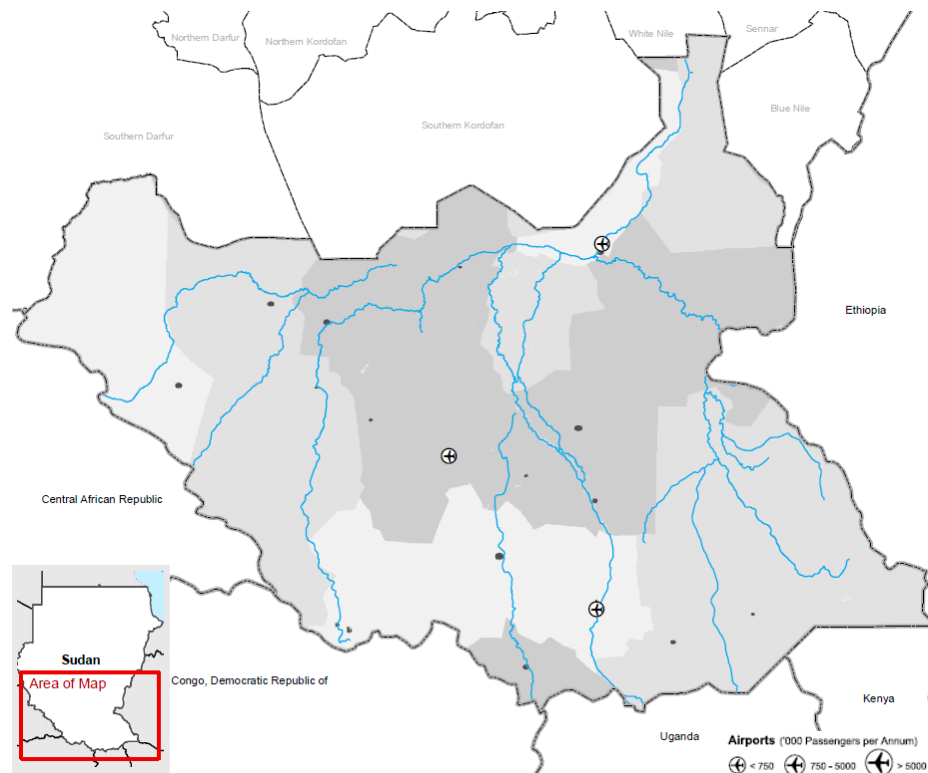 Northern Darfur
Northern Kordofan
White Nile
Sennar
Blue Nile
Southern Darfur
Southern Kordofan
Ethiopia
Central African Republic
Sudan
Area of Map
Congo, Democratic Republic of
Kenya
Uganda
Airports ('000 Passengers per Annum)
< 750 750 - 5000 > 5000